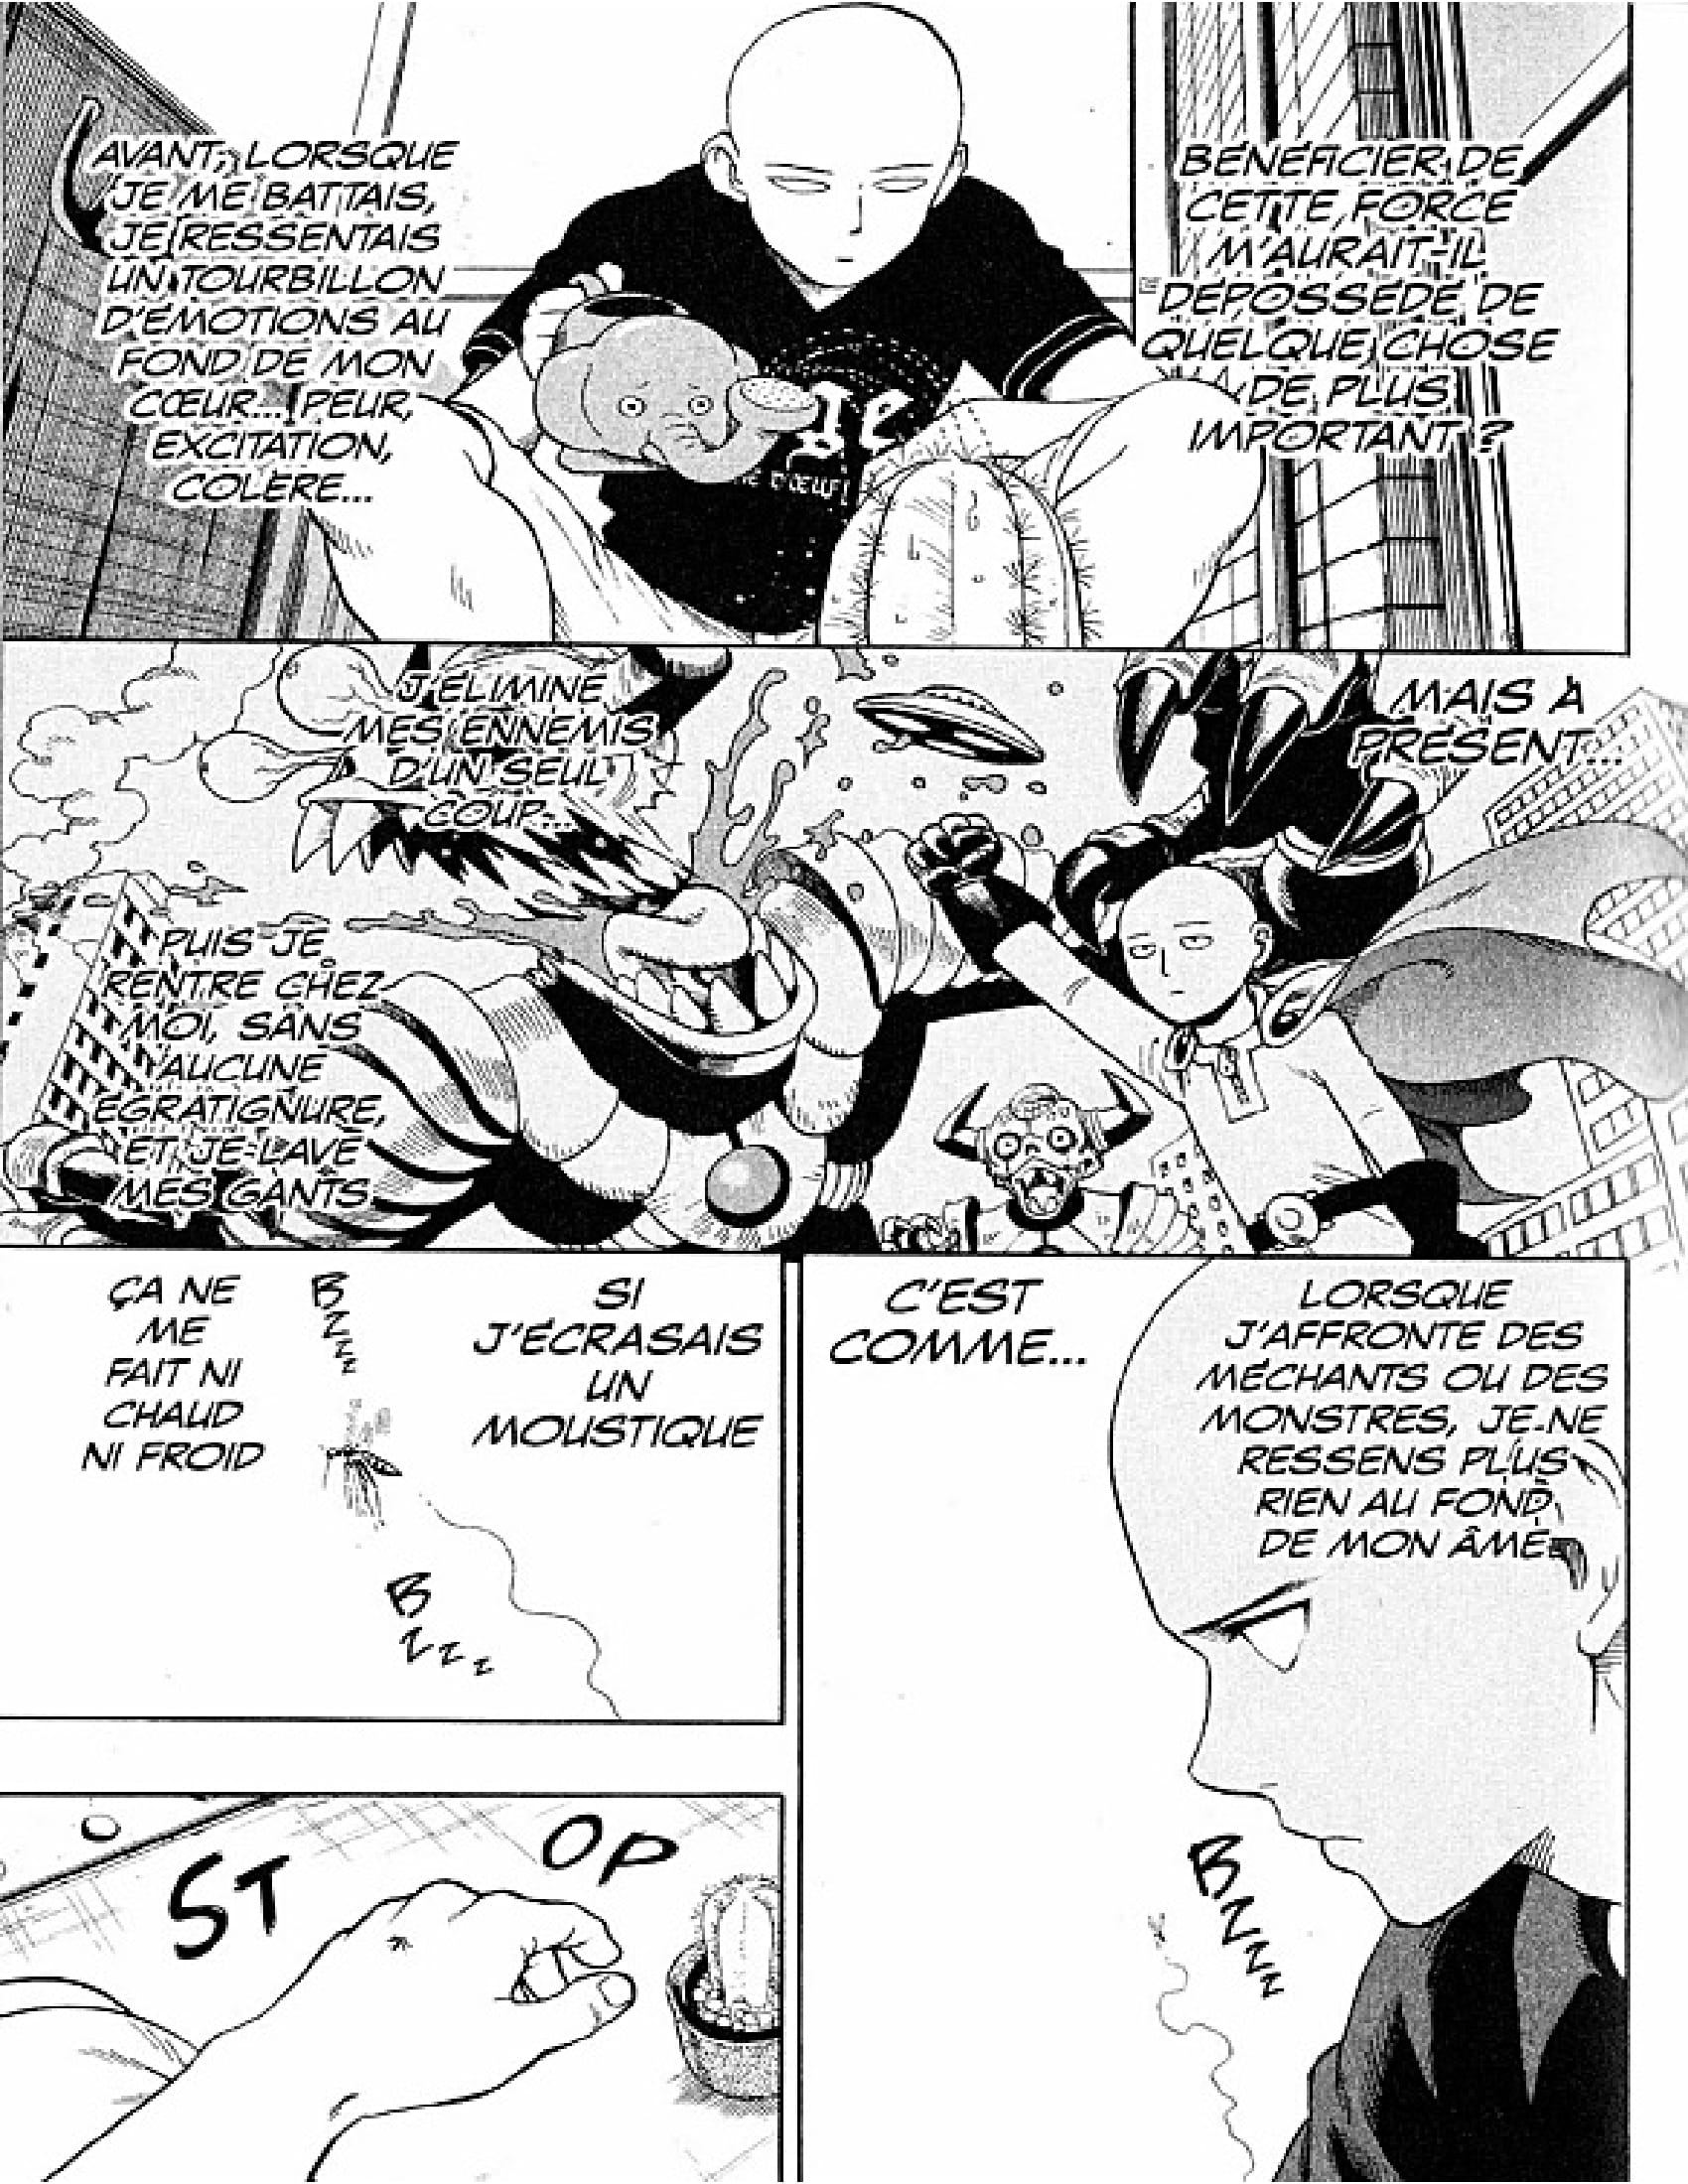 BÉNÉFICIER DE
CETTE FORCE
M'AURAIT-IL
DÉPOSSÉDÉ DE
QUELQUE CHOSE
DE PLUS
IMPORTANT ?
AVANT, LORSQUE
JE ME BATTAIS,
JE RESSENTAIS
UN TOURBILLON
D'ÉMOTIONS AU
FOND DE MON
CŒUR... PEUR,
EXCITATION,
COLÈRE...
D'ŒUF!
MAIS À
PRÉSENT...
J'ÉLIMINE
MES ENNEMIS
D'UN SEUL
COUP...
PUIS JE
RENTRE CHEZ
MOI, SANS
AUCUNE
ÉGRATIGNURE,
ET JE LAVE
MES GANTS
LORSQUE
J'AFFRONTE DES
MÉCHANTS OU DES
MONSTRES, JE NE
RESSENS PLUS
RIEN AU FOND
DE MON ÂME
C'EST
COMME...
BZZZ
SI
J'ÉCRASAIS
UN
MOUSTIQUE
BZZZZ
ÇA NE
ME
FAIT NI
CHAUD
NI FROID
BZZZ
STOP